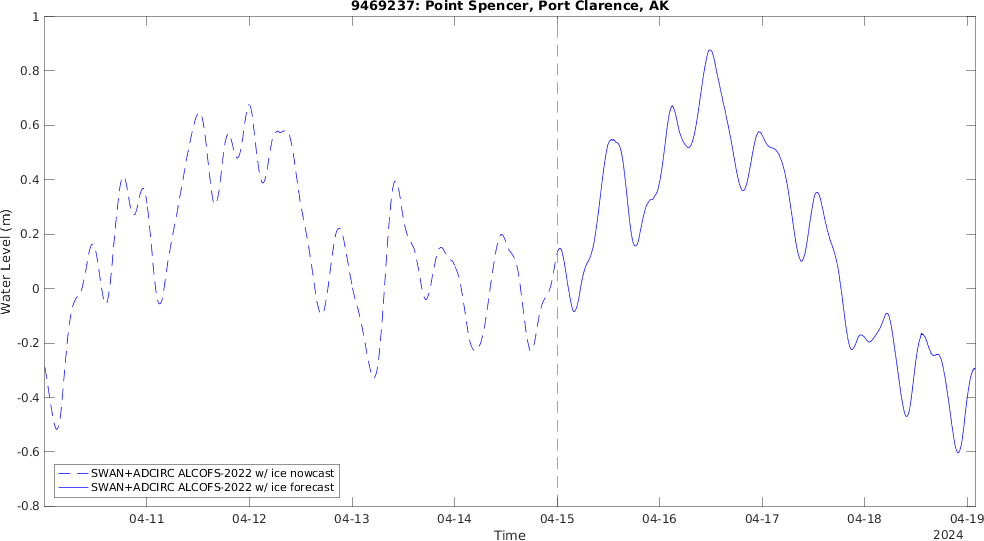 9469237: Point Spencer, Port Clarence, AK
Water Level (m)
1
0.8
0.6
0.4
0.2
0
-0.2
-0.4
-0.6
-0.8
SWAN+ADCIRC ALCOFS-2022 w/ ice nowcast
SWAN+ADCIRC ALCOFS-2022 w/ ice forecast
04-11 04-12 04-13 04-14 04-15 04-16 04-17 04-18 04-19
Time
2024